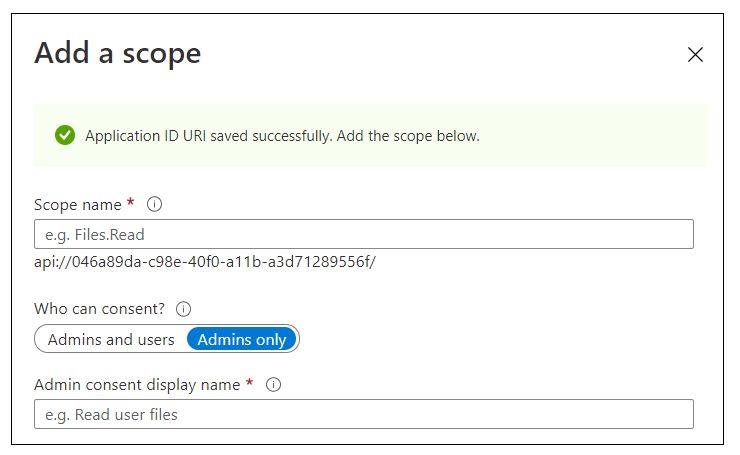 Add a scope
Application ID URI saved successfully. Add the scope below.
Scope name *
e.g. Files.Read
api://046a89da-c98e-40f0-a11b-a3d71289556f/
Who can consent?
Admins and users Admins only
Admin consent display name *
e.g. Read user files